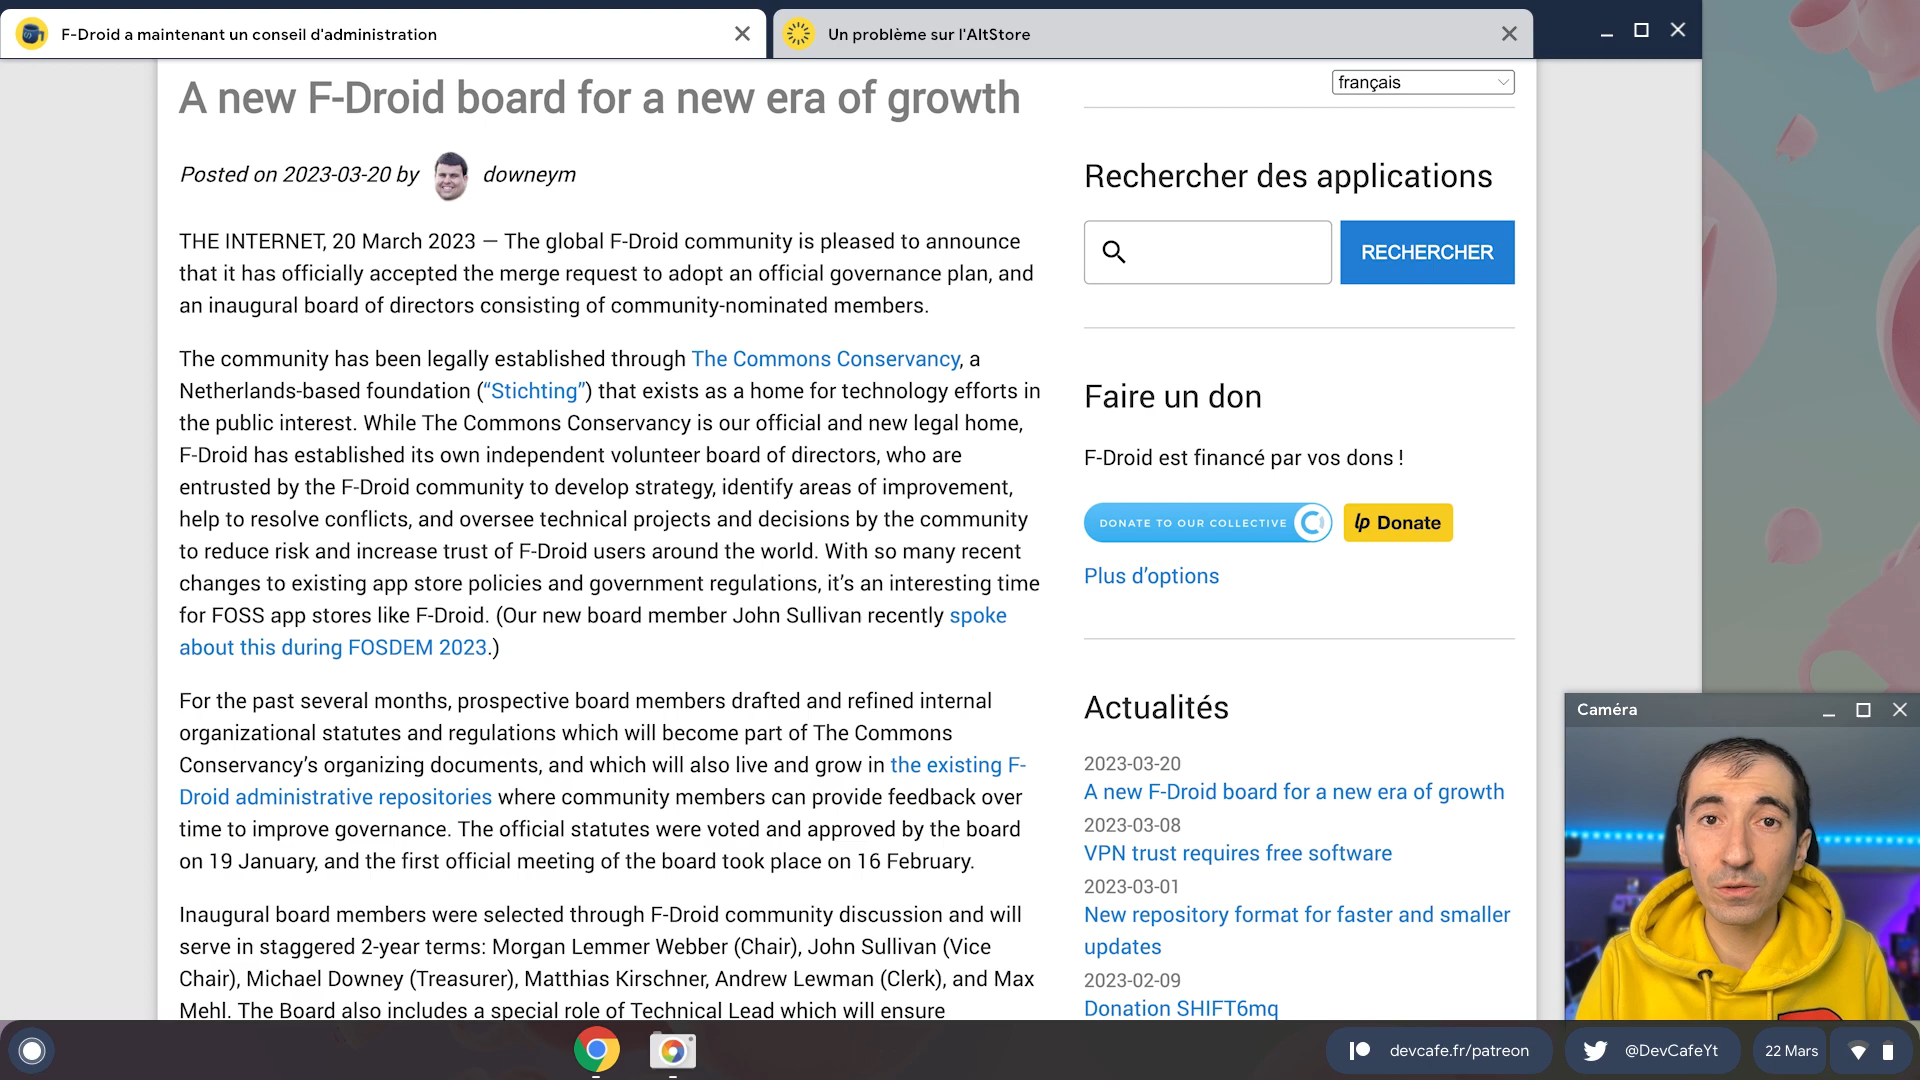 F-Droid a maintenant un conseil d'administration
Un problème sur l'AltStore
A new F-Droid board for a new era of growth
Posted on 2023-03-20 by downeym
THE INTERNET, 20 March 2023 — The global F-Droid community is pleased to announce
that it has officially accepted the merge request to adopt an official governance plan, and
an inaugural board of directors consisting of community-nominated members.
The community has been legally established through The Commons Conservancy, a
Netherlands-based foundation (“Stichting”) that exists as a home for technology efforts in
the public interest. While The Commons Conservancy is our official and new legal home,
F-Droid has established its own independent volunteer board of directors, who are
entrusted by the F-Droid community to develop strategy, identify areas of improvement,
help to resolve conflicts, and oversee technical projects and decisions by the community
to reduce risk and increase trust of F-Droid users around the world. With so many recent
changes to existing app store policies and government regulations, it’s an interesting time
for FOSS app stores like F-Droid. (Our new board member John Sullivan recently spoke
about this during FOSDEM 2023.)
For the past several months, prospective board members drafted and refined internal
organizational statutes and regulations which will become part of The Commons
Conservancy’s organizing documents, and which will also live and grow in the existing F-
Droid administrative repositories where community members can provide feedback over
time to improve governance. The official statutes were voted and approved by the board
on 19 January, and the first official meeting of the board took place on 16 February.
Inaugural board members were selected through F-Droid community discussion and will
serve in staggered 2-year terms: Morgan Lemmer Webber (Chair), John Sullivan (Vice
Chair), Michael Downey (Treasurer), Matthias Kirschner, Andrew Lewman (Clerk), and Max
Mehl. The Board also includes a special role of Technical Lead which will ensure
français
Rechercher des applications
RECHERCHER
Faire un don
F-Droid est financé par vos dons !
DONATE TO OUR COLLECTIVE
lp Donate
Plus d’options
Actualités
2023-03-20
A new F-Droid board for a new era of growth
2023-03-08
VPN trust requires free software
2023-03-01
New repository format for faster and smaller
updates
2023-02-09
Donation SHIFT6mq
Caméra
devcafe.fr/patreon
@DevCafeYt
22 Mars